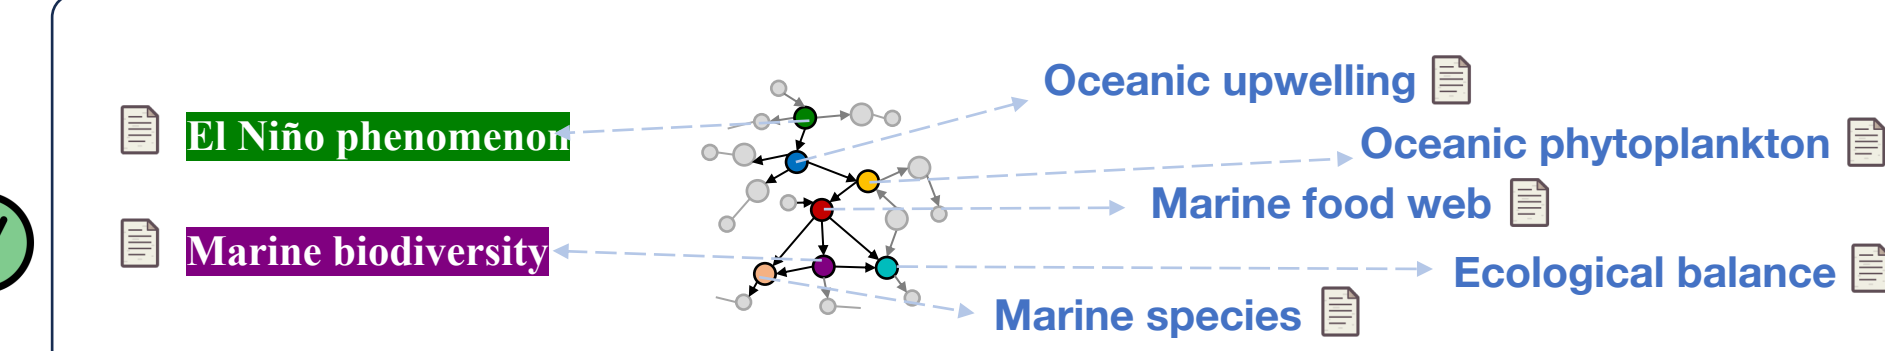 Oceanic upwelling
El Niño phenomenon
Oceanic phytoplankton
Marine food web
Marine biodiversity
Ecological balance
Marine species